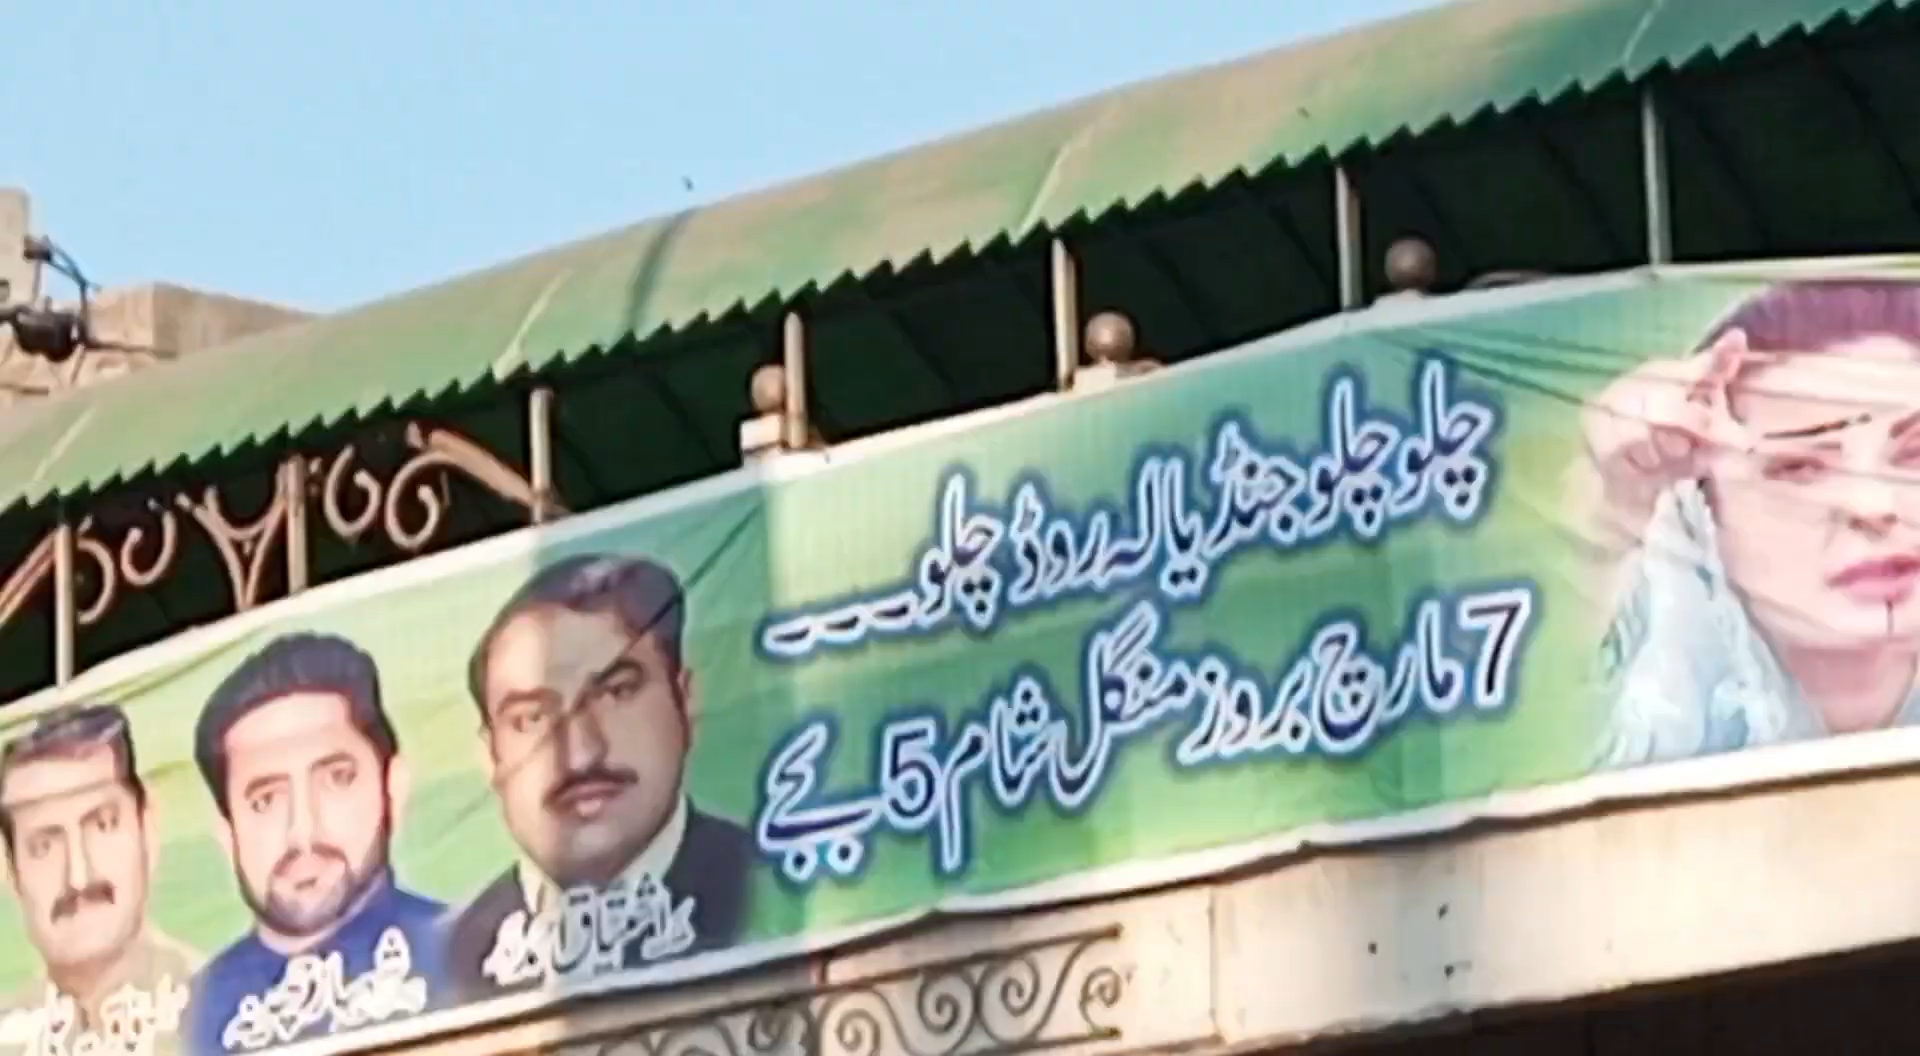 چلو چلو جنڈیالہ روڈ چلو۔۔۔۔
7 مارچ بروز منگل شام 5 بجے